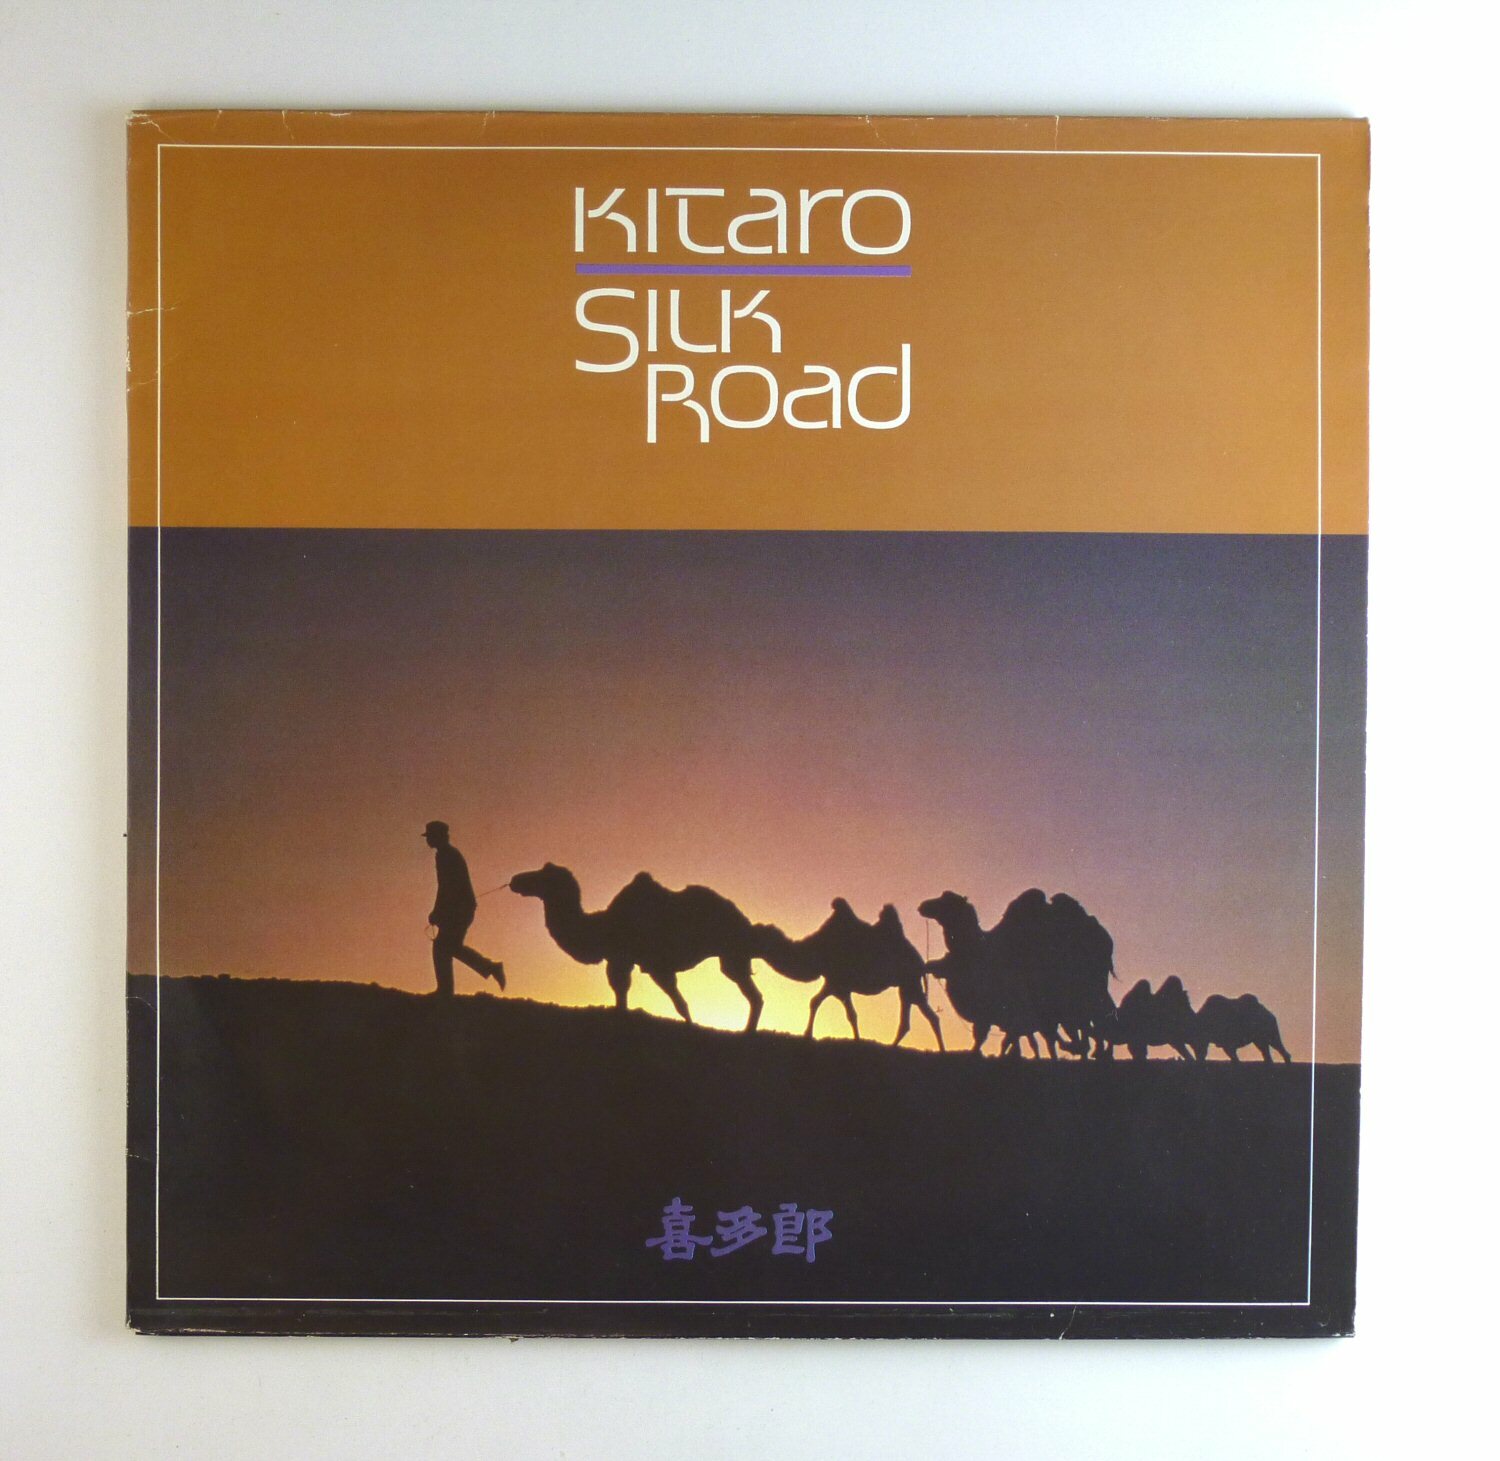 Kitaro
Silk
Road
喜多郎